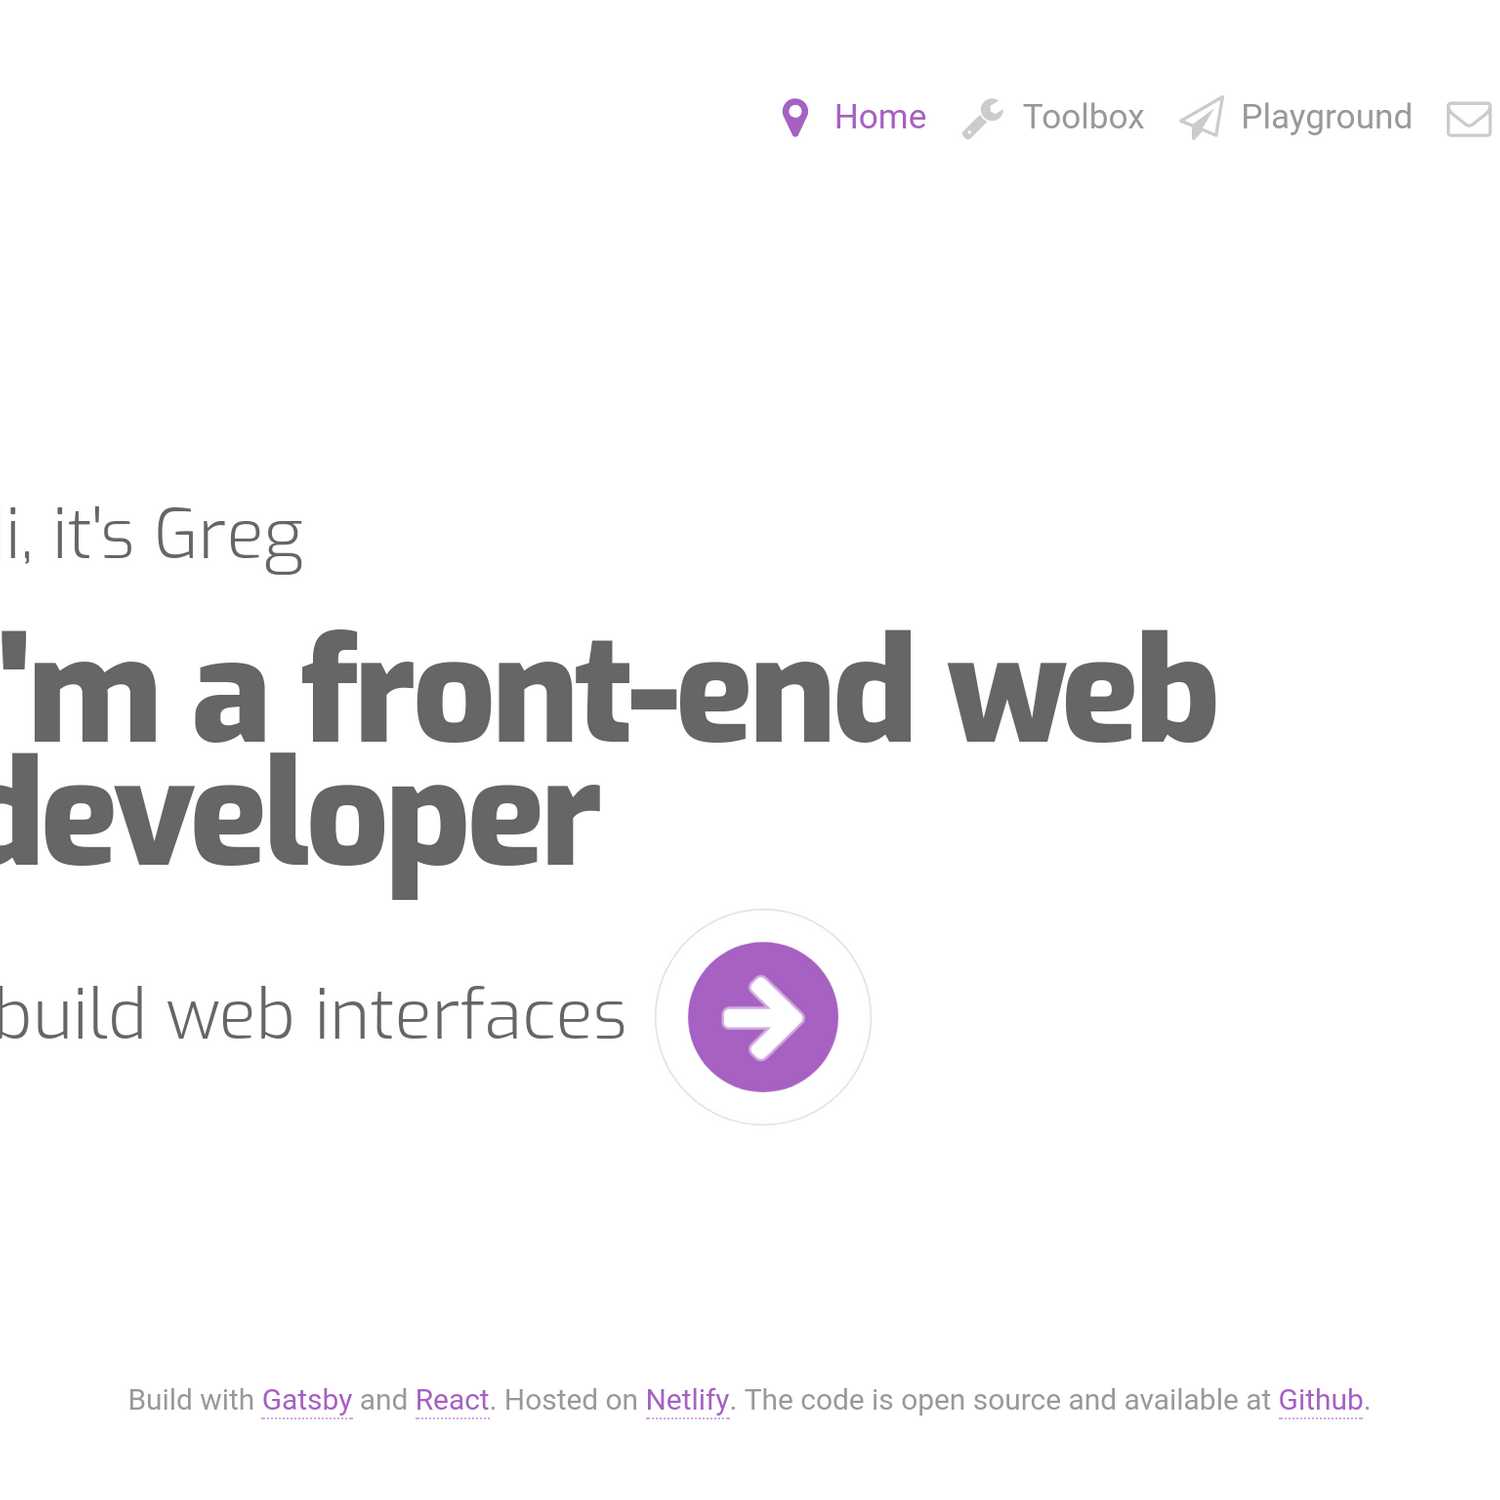 Home Toolbox Playground
i, it's Greg
'm a front-end web
developer
build web interfaces
Build with Gatsby and React. Hosted on Netlify. The code is open source and available at Github.